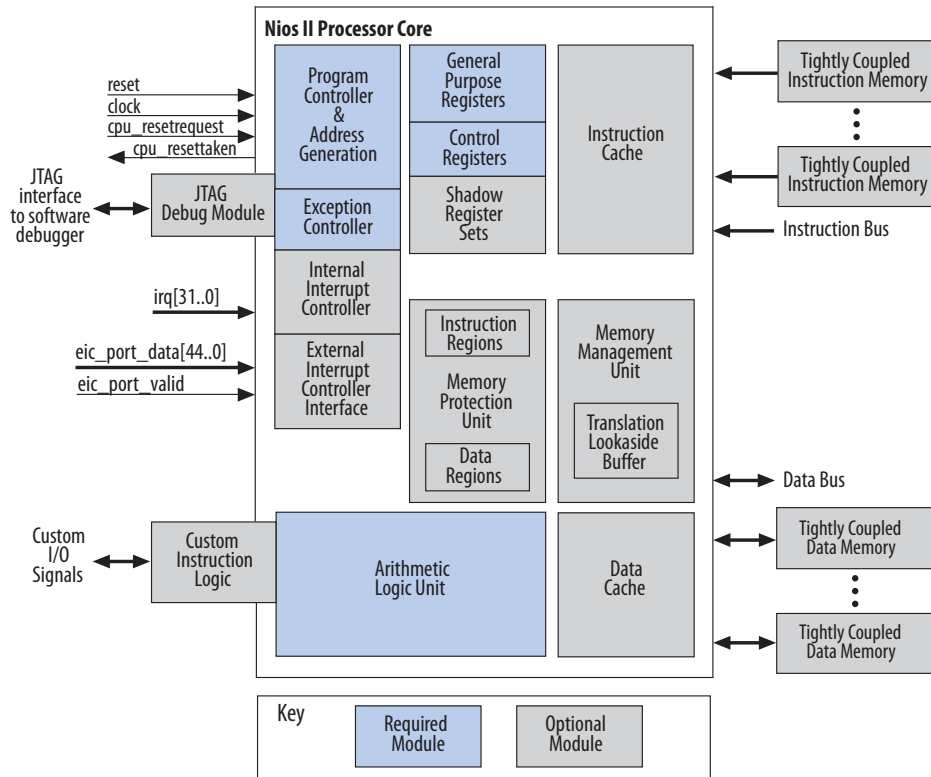 Nios II Processor Core
reset
clock
cpu_resetrequest
cpu_resettaken
JTAG
interface
to software
debugger
JTAG
Debug Module
irq[31..0]
eic_port_data[44..0]
eic_port_valid
Custom
I/O
Signals
Custom
Instruction
Logic
Program
Controller
&
Address
Generation
Exception
Controller
Internal
Interrupt
Controller
External
Interrupt
Controller
Interface
General
Purpose
Registers
Control
Registers
Shadow
Register
Sets
Instruction
Cache
Instruction
Regions
Memory
Protection
Unit
Data
Regions
Memory
Management
Unit
Translation
Lookaside
Buffer
Arithmetic
Logic Unit
Data
Cache
Tightly Coupled
Instruction Memory
Tightly Coupled
Instruction Memory
Instruction Bus
Data Bus
Tightly Coupled
Data Memory
Tightly Coupled
Data Memory
Key
Required
Module
Optional
Module